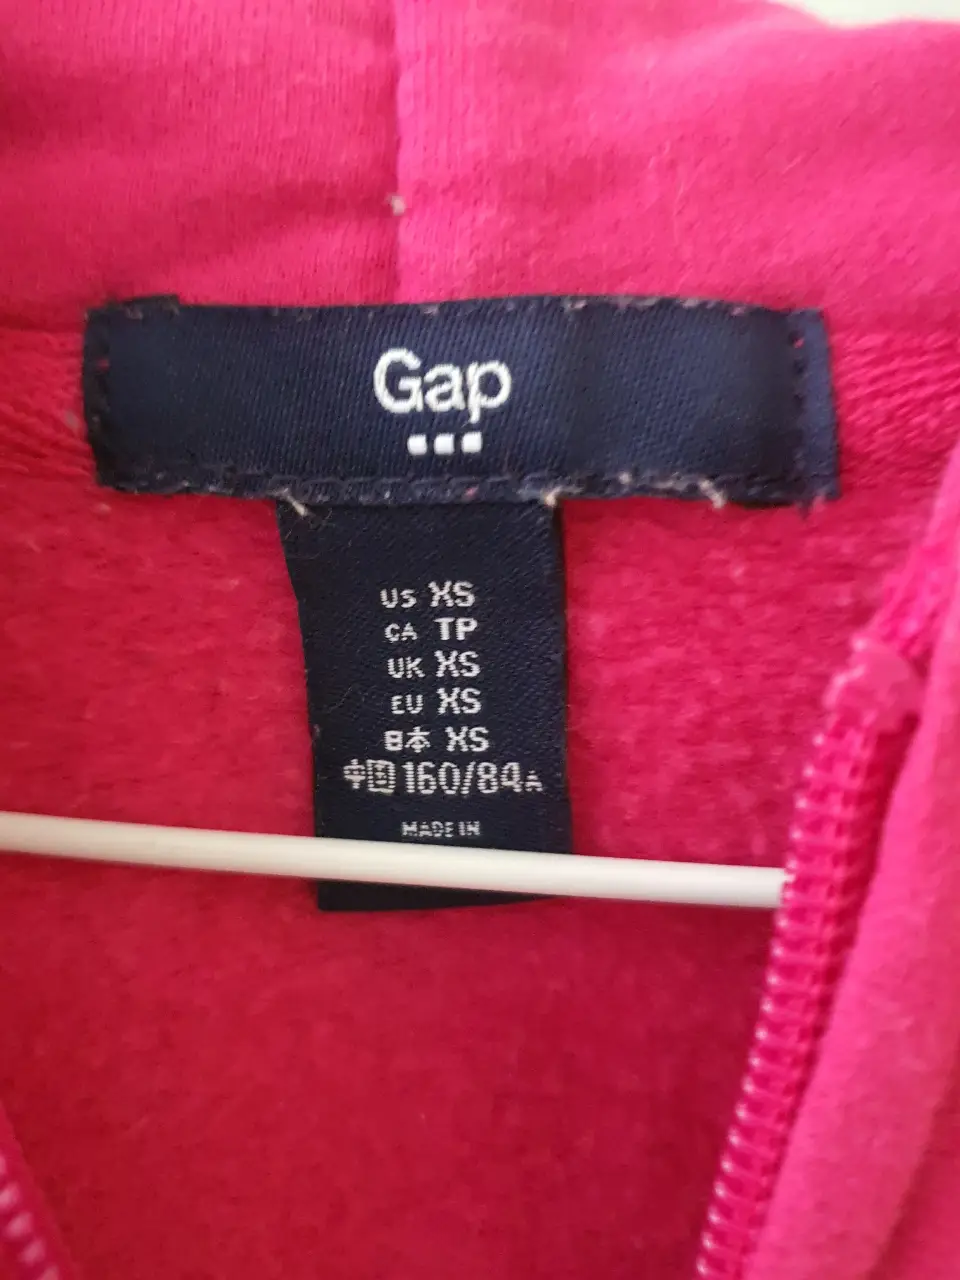 Gap
US XS
CA TP
UK XS
EU XS
日本 XS
中国 160/84A
MADE IN